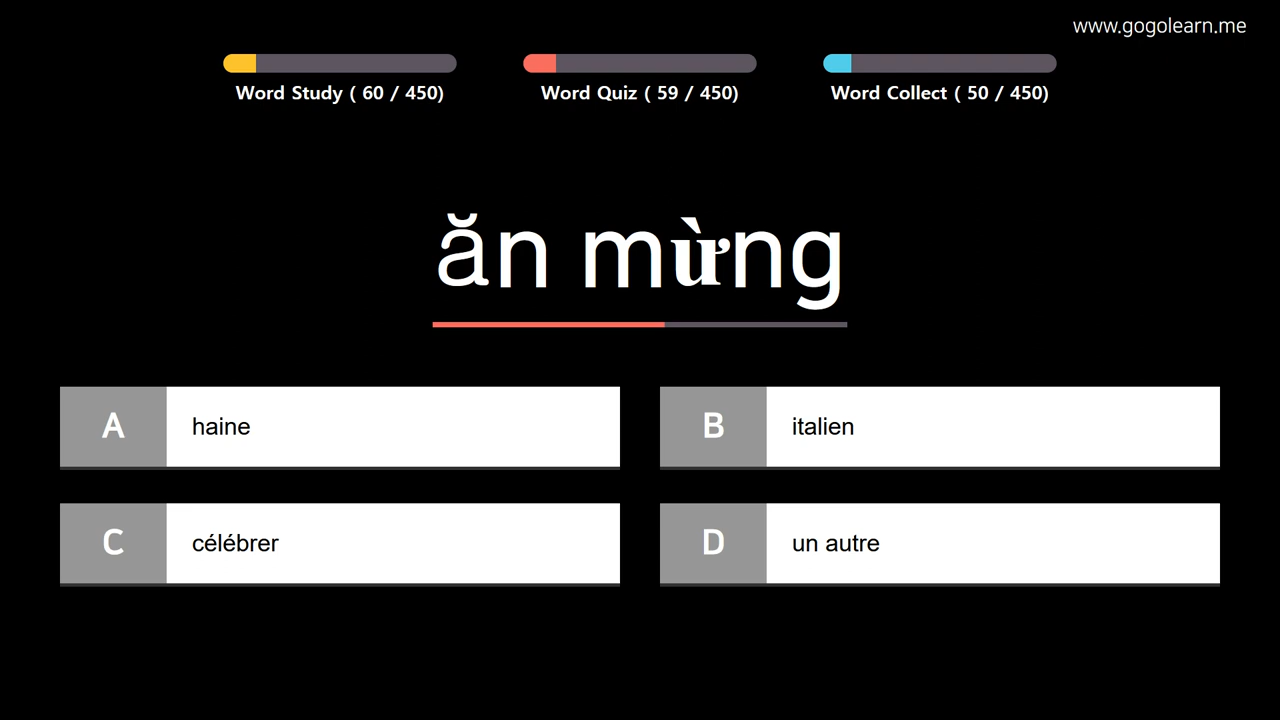 www.gogolearn.me
Word Study ( 60 / 450)
Word Quiz ( 59 / 450)
Word Collect ( 50 / 450)
ăn mừng
A haine
B italien
C célébrer
D un autre